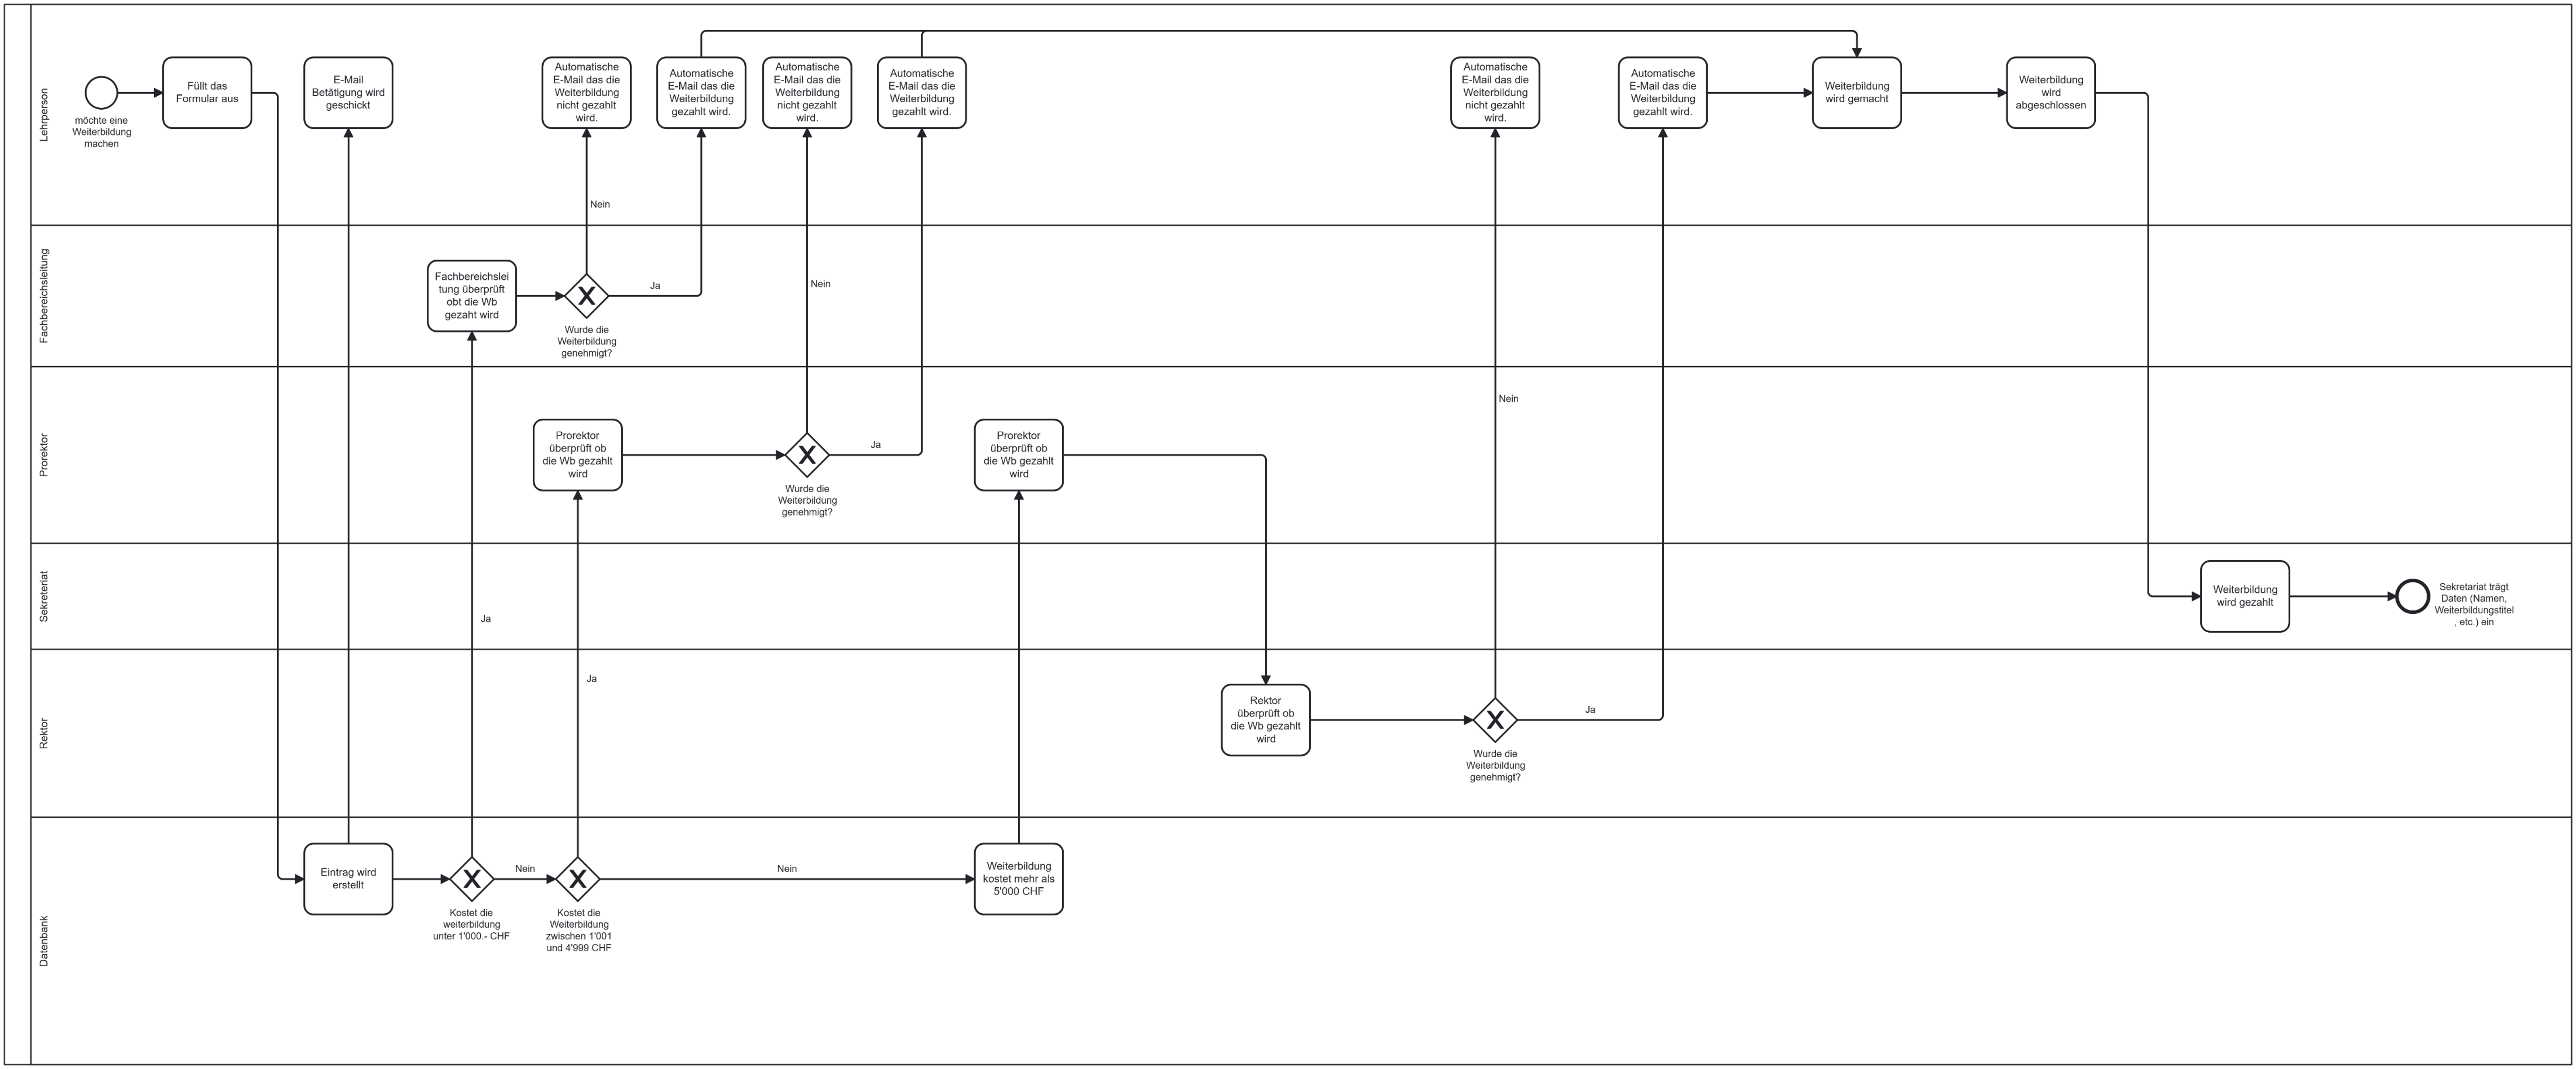 Lehrperson
möchte eine
Weiterbildung
machen
Füllt das
Formular aus
E-Mail
Betätigung wird
geschickt
Automatische
E-Mail das die
Weiterbildung
nicht gezahlt
wird.
Automatische
E-Mail das die
Weiterbildung
gezahlt wird.
Automatische
E-Mail das die
Weiterbildung
nicht gezahlt
wird.
Automatische
E-Mail das die
Weiterbildung
gezahlt wird.
Automatische
E-Mail das die
Weiterbildung
nicht gezahlt
wird.
Automatische
E-Mail das die
Weiterbildung
gezahlt wird.
Weiterbildung
wird gemacht
Weiterbildung
wird
abgeschlossen
Nein
Fachbereichsleitung
Fachbereichslei
tung überprüft
obt die Wb
gezaht wird
Ja
Wurde die
Weiterbildung
genehmigt?
Nein
Prorektor
Prorektor
überprüft ob
die Wb gezahlt
wird
Ja
Wurde die
Weiterbildung
genehmigt?
Prorektor
überprüft ob
die Wb gezahlt
wird
Nein
Sekreteriat
Ja
Weiterbildung
wird gezahlt
Sekretariat trägt
Daten (Namen,
Weiterbildungstitel
, etc.) ein
Rektor
Ja
Rektor
überprüft ob
die Wb gezahlt
wird
Ja
Wurde die
Weiterbildung
genehmigt?
Datenbank
Eintrag wird
erstellt
Nein
Kostet die
weiterbildung
unter 1'000.- CHF
Nein
Kostet die
Weiterbildung
zwischen 1'001
und 4'999 CHF
Weiterbildung
kostet mehr als
5'000 CHF